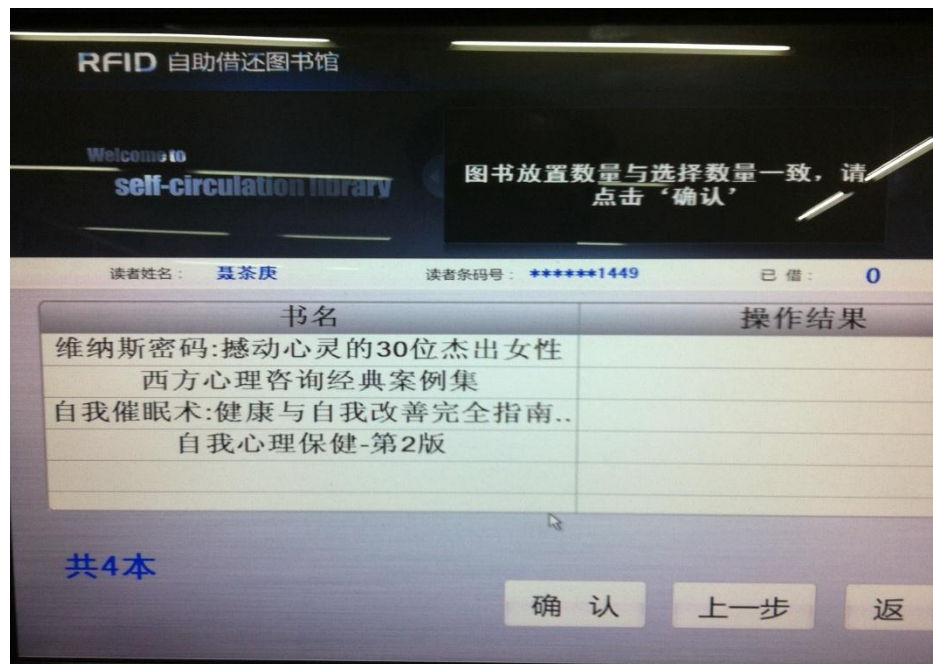 RFID 自助借还图书馆
Welcome to
self-circulation library
图书放置数量与选择数量一致，请
点击‘确认’
读者姓名： 聂茶庚 读者条码号： ******1449 已 借： 0
书名 操作结果
维纳斯密码:撼动心灵的30位杰出女性
西方心理咨询经典案例集
自我催眠术:健康与自我改善完全指南..
自我心理保健-第2版
共4本
确 认 上一步 返